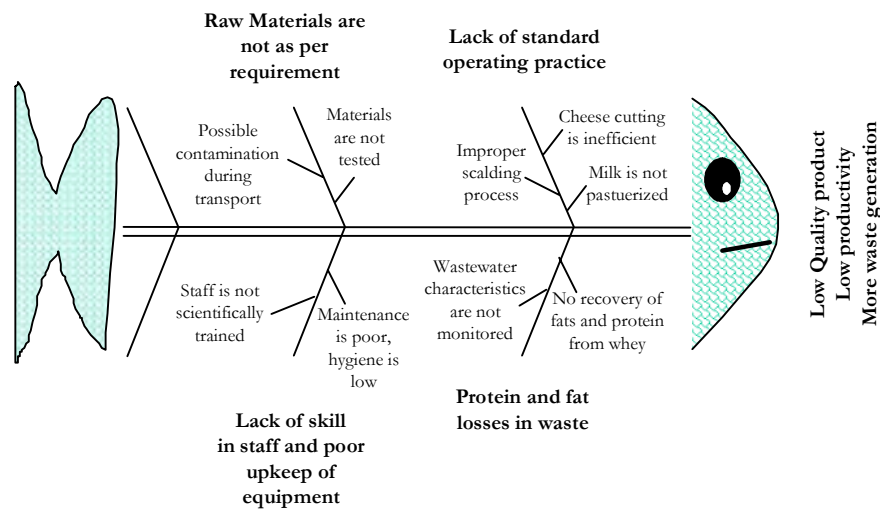 Raw Materials are
not as per
requirement
Lack of standard
operating practice
Possible
contamination
during
transport
Materials
are not
tested
Improper
scalding
process
Cheese cutting
is inefficient
Milk is not
pastuerized
Staff is not
scientifically
trained
Maintenance
is poor,
hygiene is
low
Wastewater
characteristics
are not
monitored
No recovery of
fats and protein
from whey
Lack of skill
in staff and poor
upkeep of
equipment
Protein and fat
losses in waste
Low Quality product
Low productivity
More waste generation